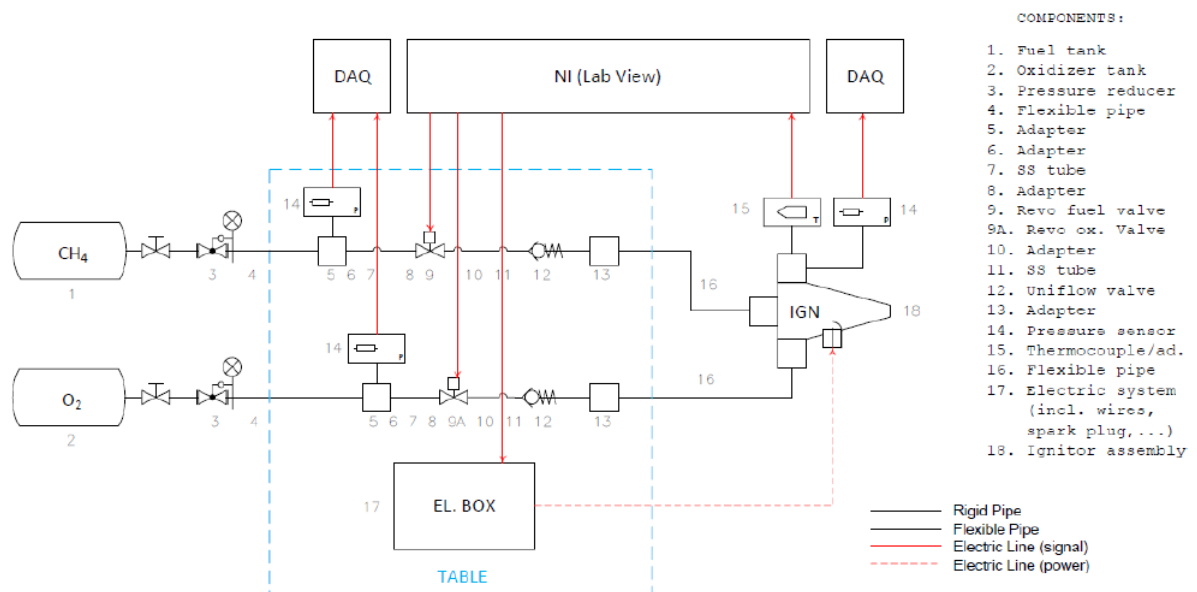 COMPONENTS:
1. Fuel tank
2. Oxidizer tank
3. Pressure reducer
4. Flexible pipe
5. Adapter
6. Adapter
7. SS tube
8. Adapter
9. Revo fuel valve
9A. Revo ox. Valve
10. Adapter
11. SS tube
12. Uniflow valve
13. Adapter
14. Pressure sensor
15. Thermocouple/ad.
16. Flexible pipe
17. Electric system
(incl. wires,
spark plug,...)
18. Ignitor assembly
DAQ
NI (Lab View)
DAQ
14
P
15
T
P
14
CH4
1
3
4
5 6 7
8 9
10 11 12
13
16
IGN
18
14
P
O2
2
3
4
5 6 7 8 9A 10 11 12
13
16
17
EL. BOX
TABLE
Rigid Pipe
Flexible Pipe
Electric Line (signal)
Electric Line (power)